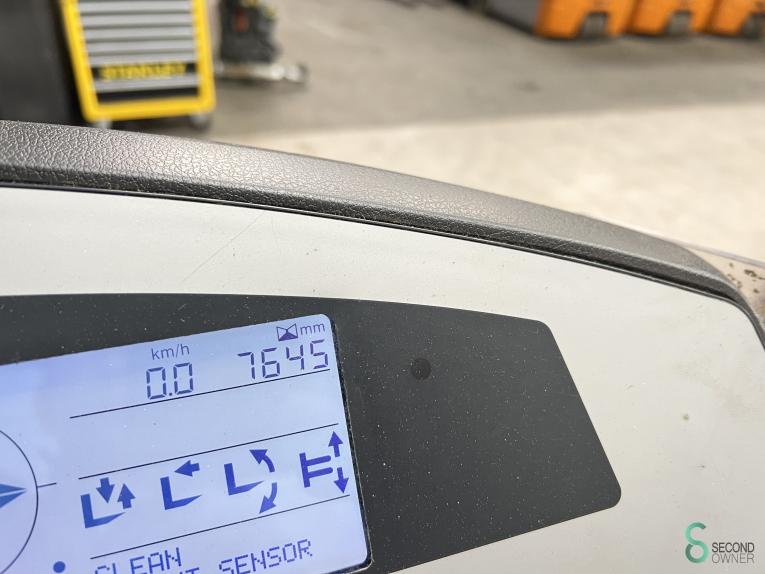 STANLEY
km/h mm
0.0 7645
CLEAN
SENSOR
SECOND
OWNER